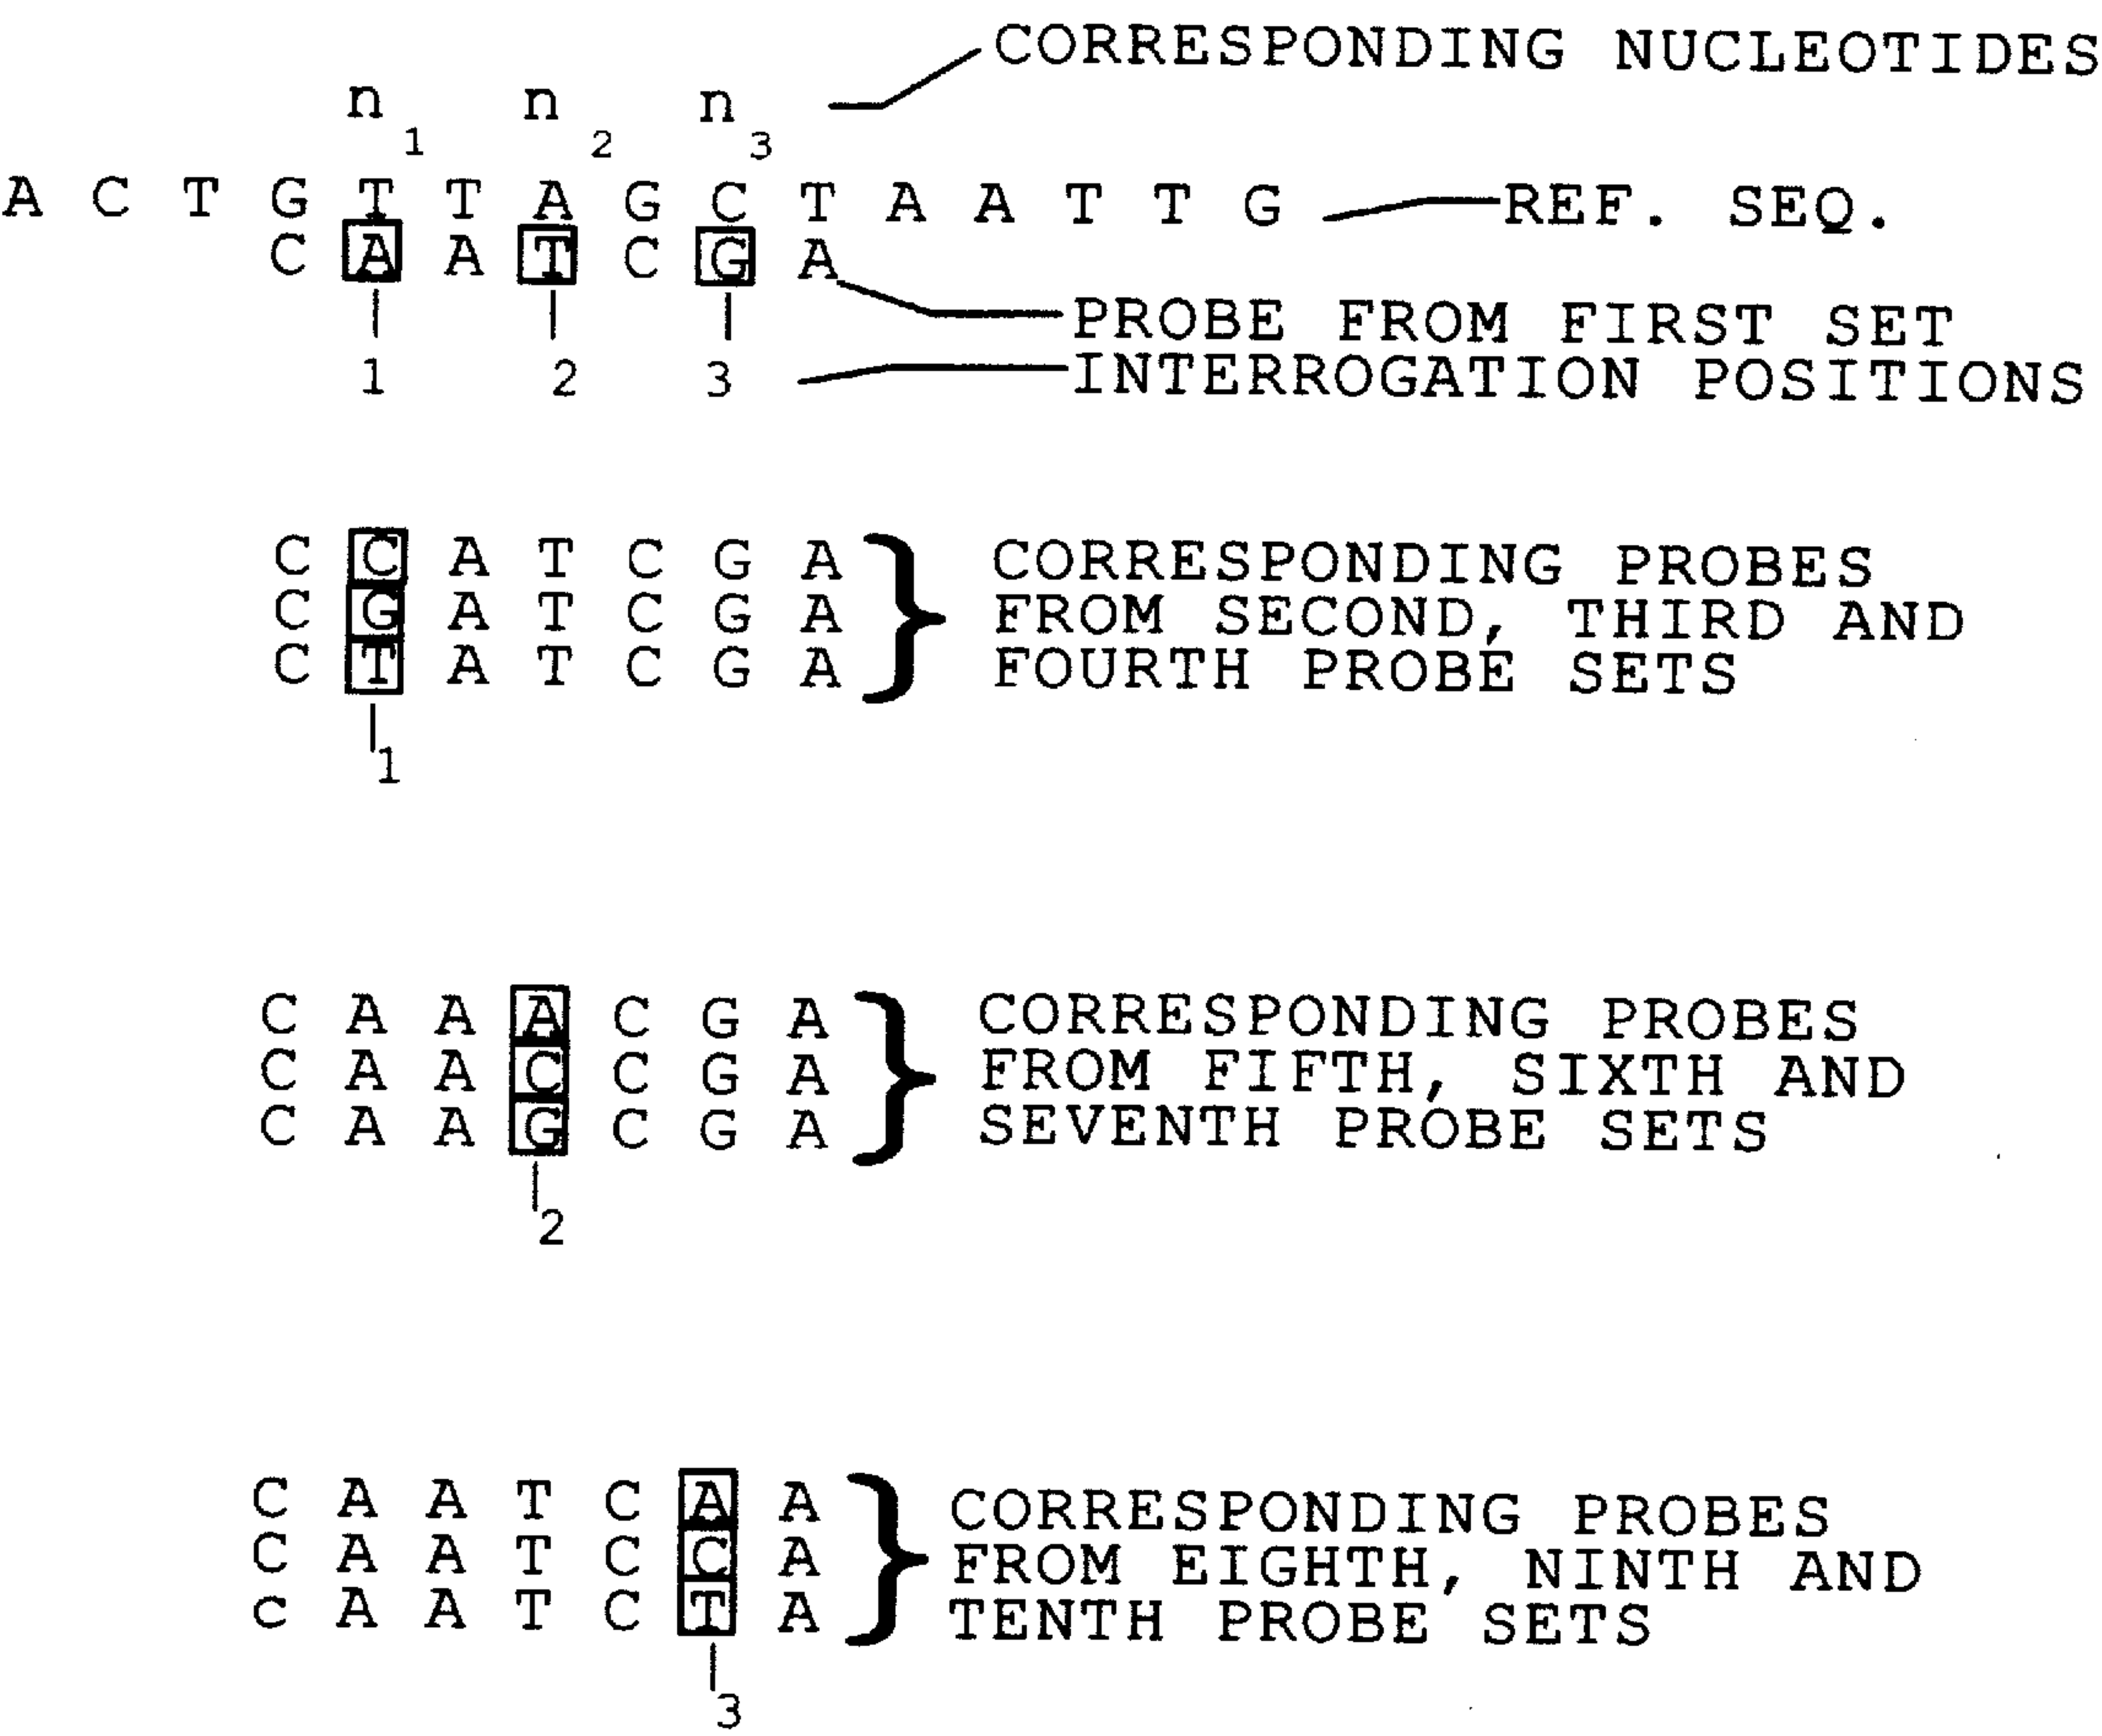 CORRESPONDING NUCLEOTIDES
n1 n2 n3
A C T G T T A G C T A A T T G REF. SEQ.
C A A T C G A
PROBE FROM FIRST SET
1 2 3 INTERROGATION POSITIONS
C C A T C G A CORRESPONDING PROBES
C G A T C G A FROM SECOND, THIRD AND
C T A T C G A FOURTH PROBE SETS
1
C A A A C G A CORRESPONDING PROBES
C A A C C G A FROM FIFTH, SIXTH AND
C A A G C G A SEVENTH PROBE SETS
2
C A A T C A A CORRESPONDING PROBES
C A A T C C A FROM EIGHTH, NINTH AND
c A A T C T A TENTH PROBE SETS
3